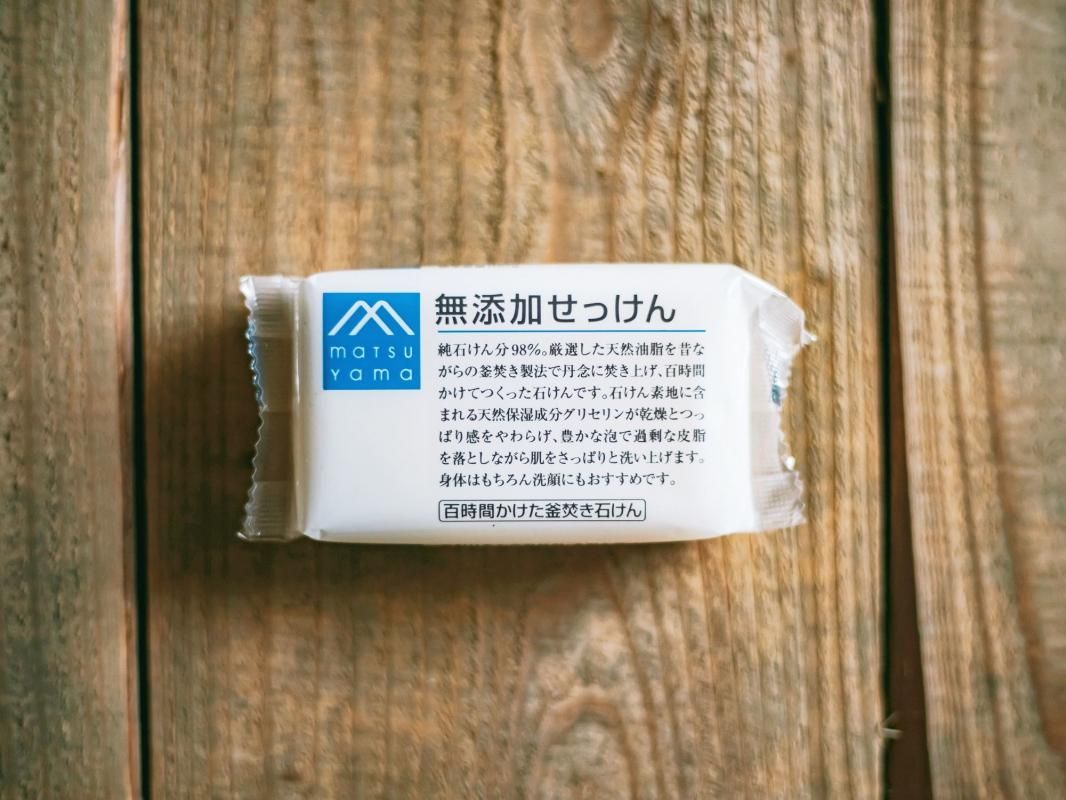 matsu
yama
無添加せっけん
純石けん分98%。厳選した天然油脂を昔な
がらの釜焚き製法で丹念に焚き上げ、百時間
かけてつくった石けんです。石けん素地に含
まれる天然保湿成分グリセリンが乾燥とつっ
ぱり感をやわらげ、豊かな泡で過剰な皮脂
を落としながら肌をさっぱりと洗い上げます。
身体はもちろん洗顔にもおすすめです。
百時間かけた釜焚き石けん